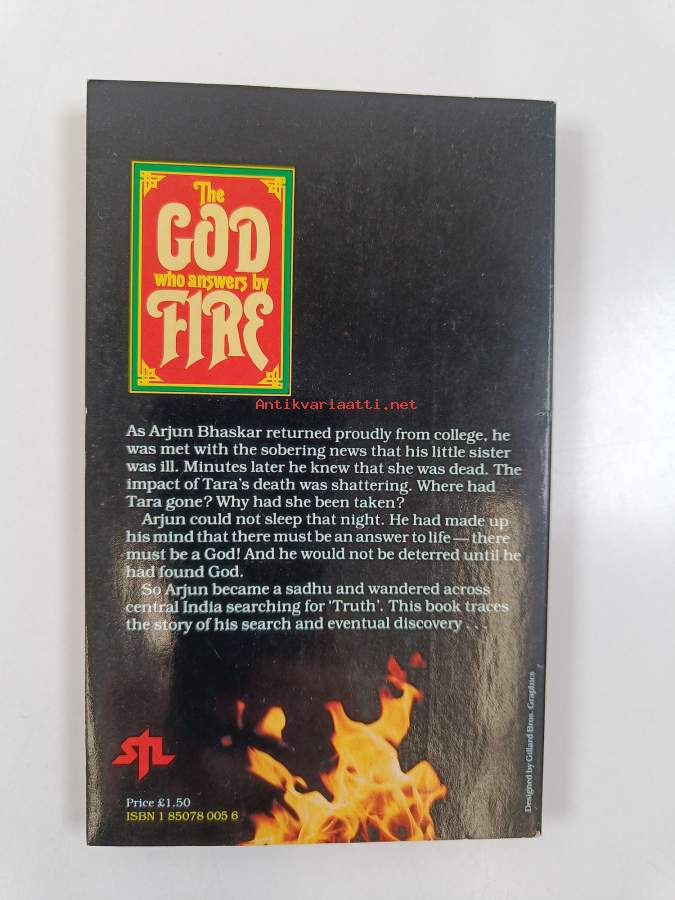 The
GOD
who answers by
FIRE
Antikvariaatti.net
As Arjun Bhaskar returned proudly from college, he
was met with the sobering news that his little sister
was ill. Minutes later he knew that she was dead. The
impact of Tara's death was shattering. Where had
Tara gone? Why had she been taken?
Arjun could not sleep that night. He had made up
his mind that there must be an answer to life — there
must be a God! And he would not be deterred until he
had found God.
So Arjun became a sadhu and wandered across
central India searching for 'Truth'. This book traces
the story of his search and eventual discovery . . .
STL
Price £1.50
ISBN 1 85078 005 6
Designed by Gillard Bros. Graphics